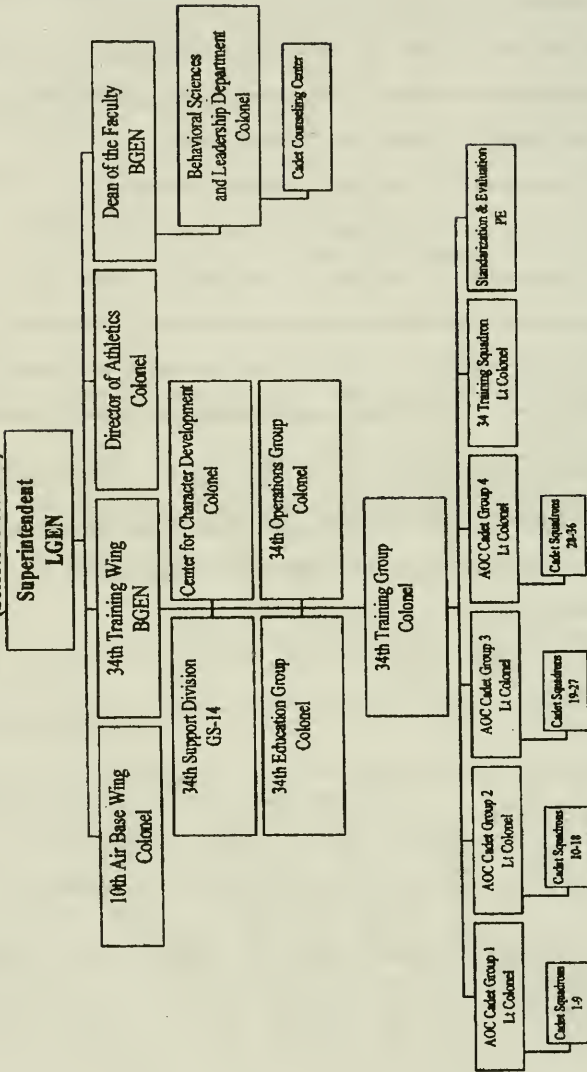 Superintendent
LGEN
10th Air Base Wing
Colonel
34th Training Wing
BGEN
Director of Athletics
Colonel
Dean of the Faculty
BGEN
Behavioral Sciences
and Leadership Department
Colonel
Cadet Counseling Center
34th Support Division
GS-14
Center for Character Development
Colonel
34th Education Group
Colonel
34th Operations Group
Colonel
34th Training Group
Colonel
AOC Cadet Group 1
Lt Colonel
AOC Cadet Group 2
Lt Colonel
AOC Cadet Group 3
Lt Colonel
AOC Cadet Group 4
Lt Colonel
34 Training Squadron
Lt Colonel
Standarization & Evaluation
PE
Cadet Squadrons
1-9
Cadet Squadrons
10-18
Cadet Squadrons
19-27
Cadet Squadrons
28-36